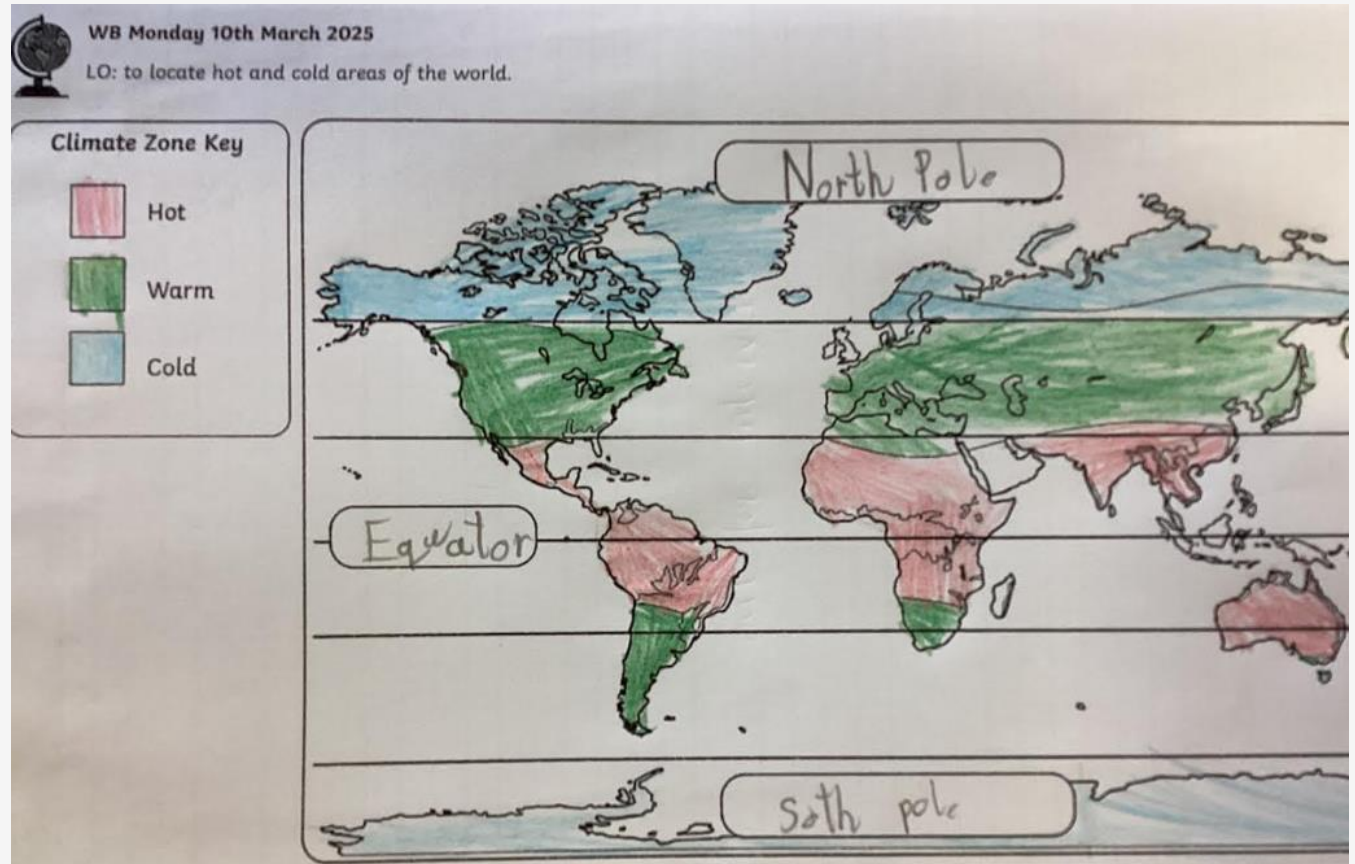 WB Monday 10th March 2025
LO: to locate hot and cold areas of the world.
Climate Zone Key
Hot
Warm
Cold
North Pole
Equator
Soth pole